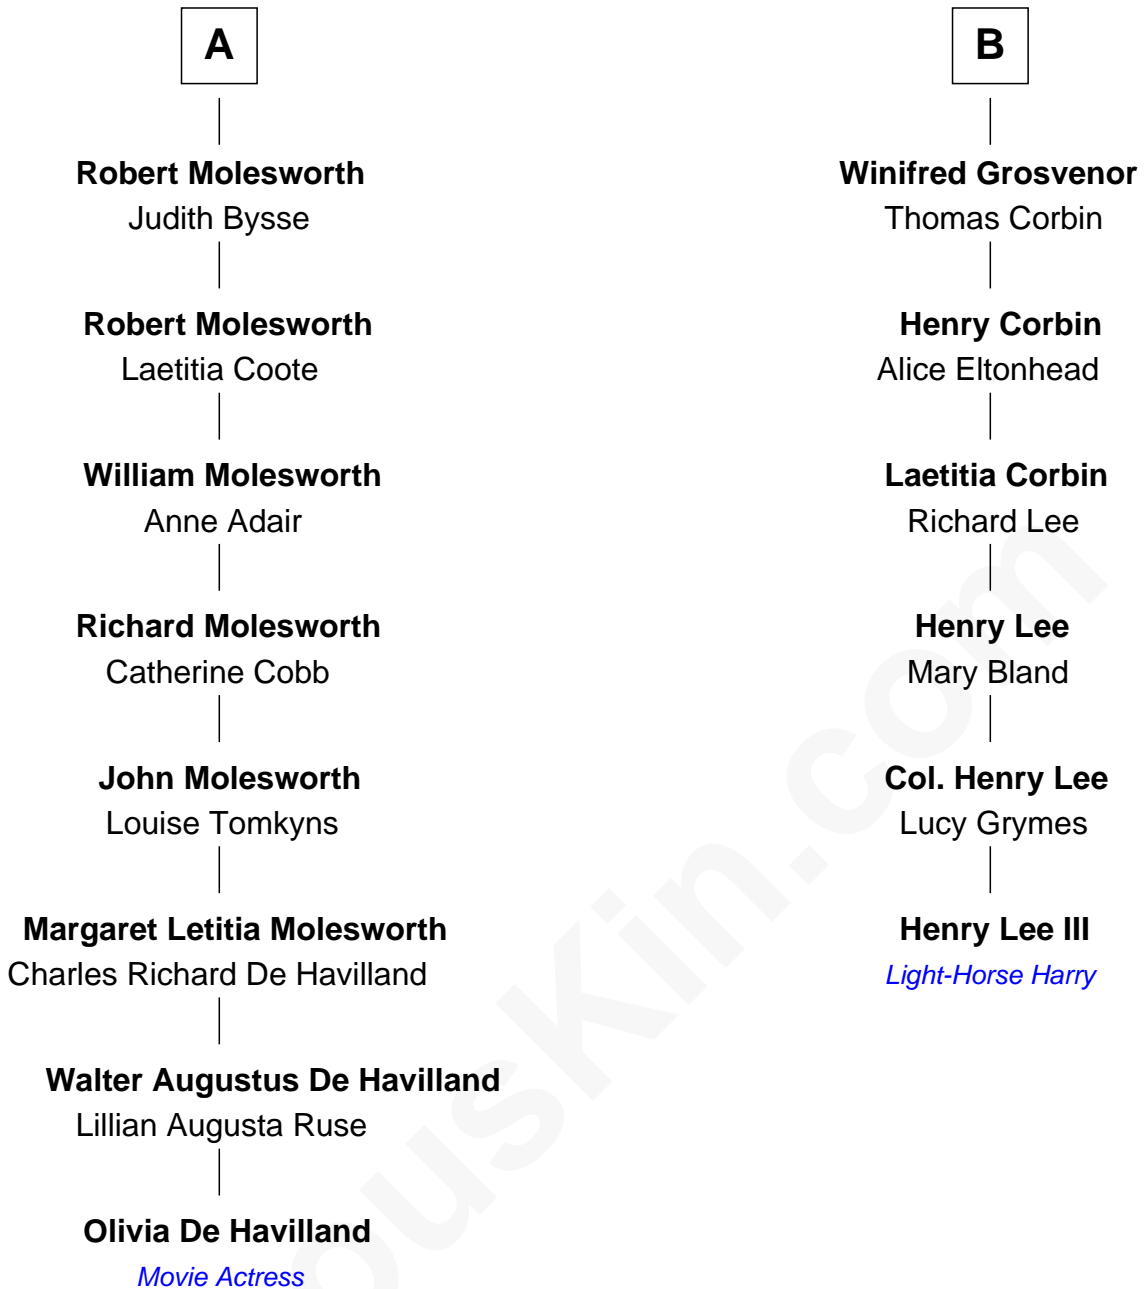 A
Robert Molesworth
Judith Bysse
Robert Molesworth
Laetitia Coote
William Molesworth
Anne Adair
Richard Molesworth
Catherine Cobb
John Molesworth
Louise Tomkyns
Margaret Letitia Molesworth
Charles Richard De Havilland
Walter Augustus De Havilland
Lillian Augusta Ruse
Olivia De Havilland
Movie Actress
B
Winifred Grosvenor
Thomas Corbin
Henry Corbin
Alice Eltonhead
Laetitia Corbin
Richard Lee
Henry Lee
Mary Bland
Col. Henry Lee
Lucy Grymes
Henry Lee III
Light-Horse Harry
ousKin.com